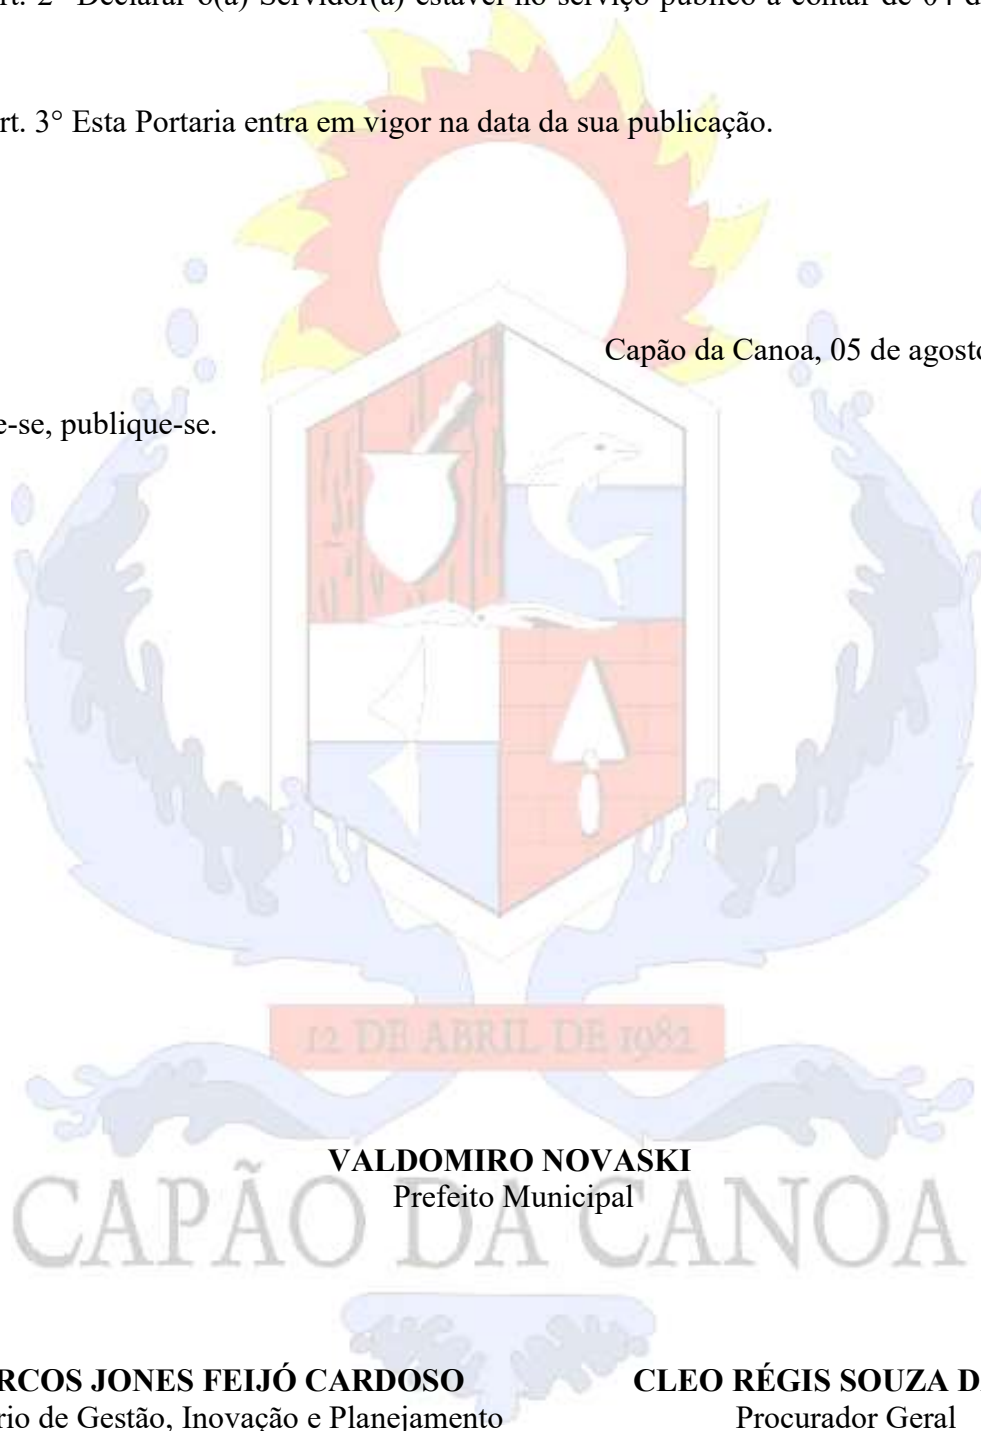 rt. 2° Declarar o(a) Servidor(a) estável no serviço público a contar de 04 d
rt. 3° Esta Portaria entra em vigor na data da sua publicação.
Capão da Canoa, 05 de agosto
e-se, publique-se.
12 DE ABRIL DE 1982
VALDOMIRO NOVASKI
Prefeito Municipal
CAPÃO DA CANOA
RCOS JONES FEIJÓ CARDOSO
CLEO RÉGIS SOUZA D
rio de Gestão, Inovação e Planejamento
Procurador Geral